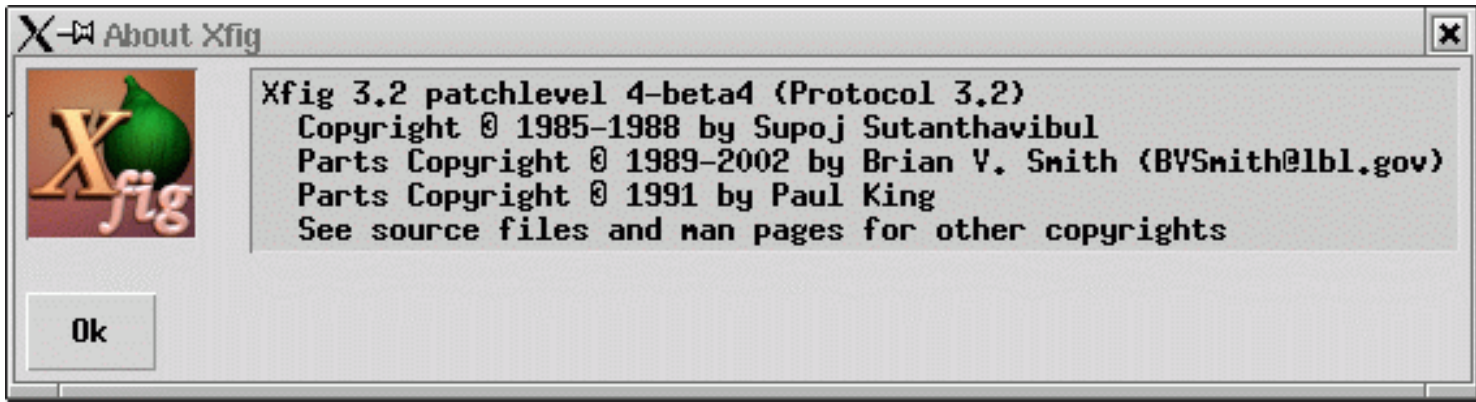 About Xfig
Xfig
Xfig 3.2 patchlevel 4-beta4 (Protocol 3.2)
Copyright © 1985-1988 by Supoj Sutanthavibul
Parts Copyright © 1989-2002 by Brian V. Smith (BVSmith@lbl.gov)
Parts Copyright © 1991 by Paul King
See source files and man pages for other copyrights
Ok